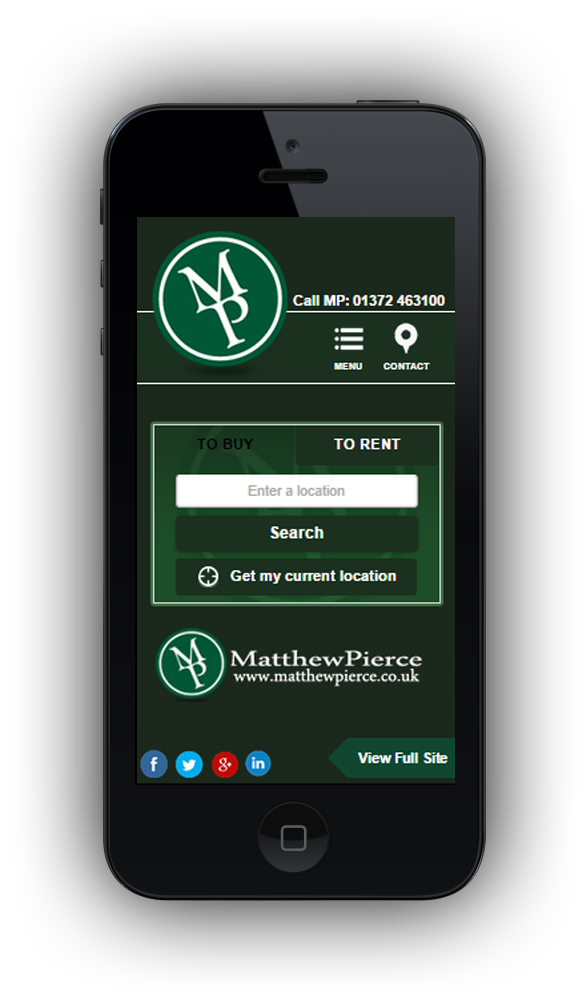 MP
Call MP: 01372 463100
MENU CONTACT
TO BUY TO RENT
Enter a location
Search
Get my current location
MP MatthewPierce
www.matthewpierce.co.uk
f 8+ in
View Full Site